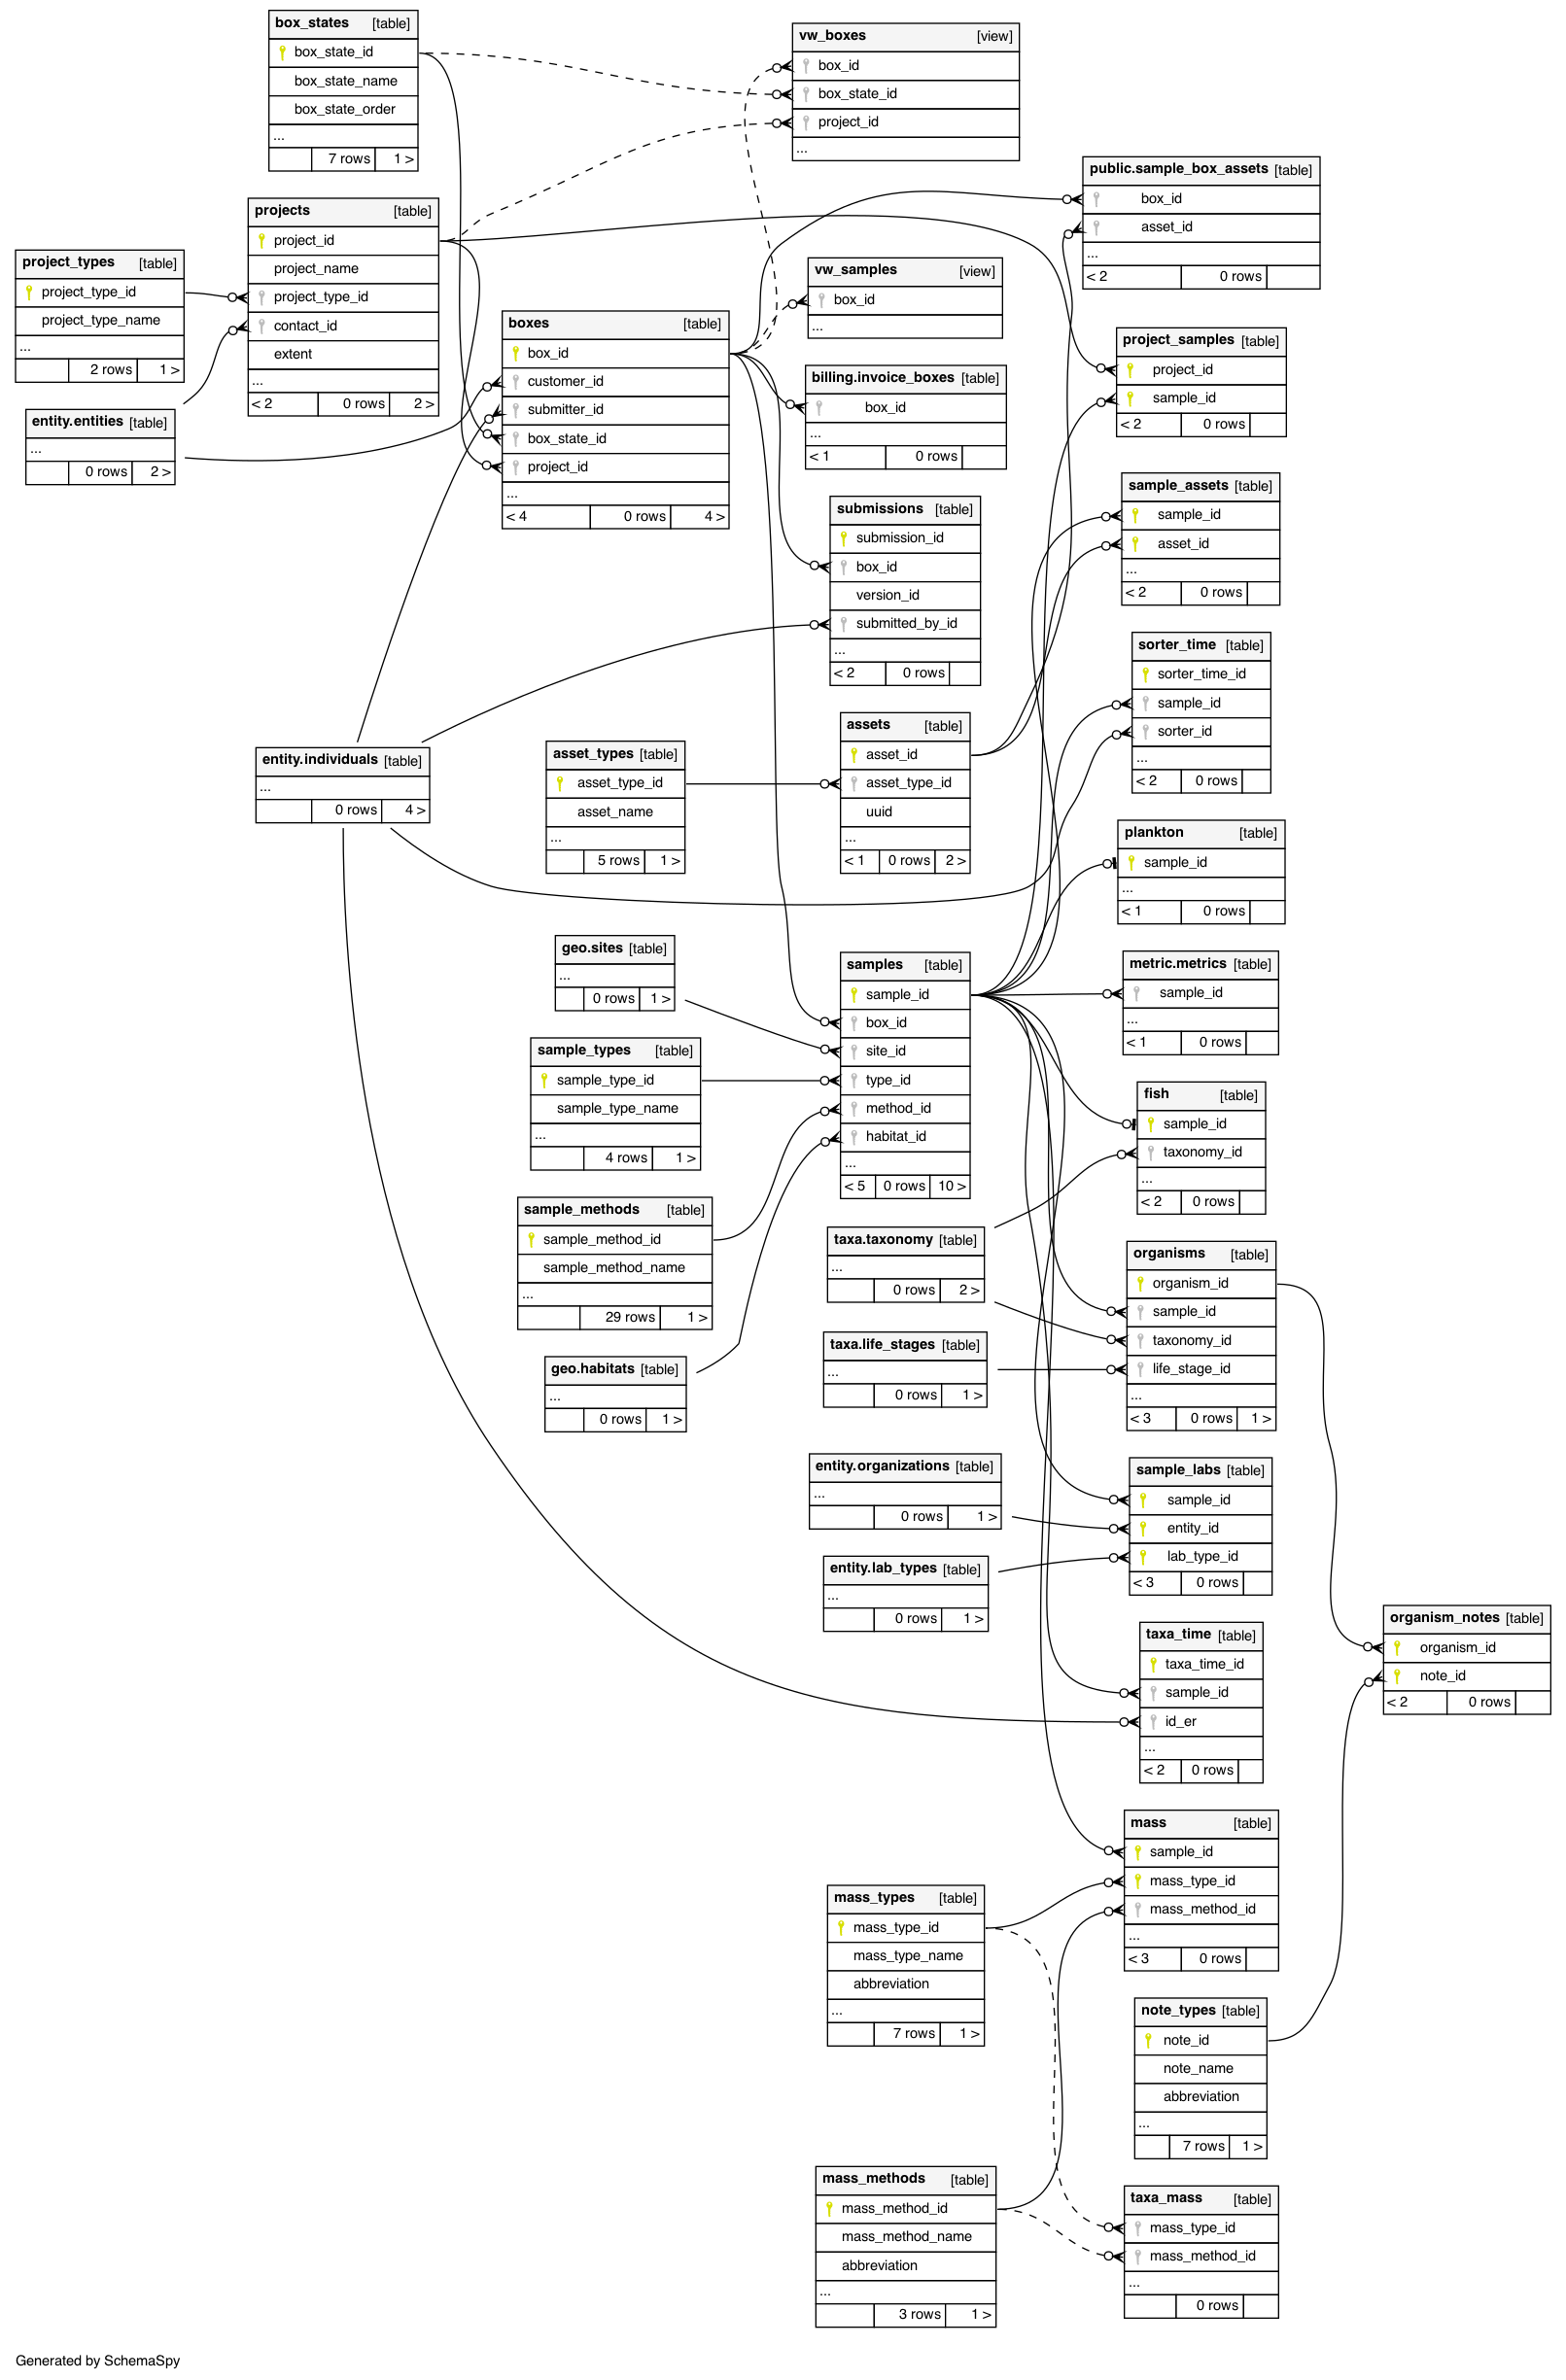 box_states [table]
box_state_id
box_state_name
box_state_order
...
7 rows 1 >
vw_boxes [view]
box_id
box_state_id
project_id
...
public.sample_box_assets [table]
box_id
asset_id
...
< 2 0 rows
projects [table]
project_id
project_name
project_type_id
contact_id
extent
...
< 2 0 rows 2 >
project_types [table]
project_type_id
project_type_name
...
2 rows 1 >
entity.entities [table]
...
0 rows 2 >
vw_samples [view]
box_id
...
boxes [table]
box_id
customer_id
submitter_id
box_state_id
project_id
...
< 4 0 rows 4 >
project_samples [table]
project_id
sample_id
< 2 0 rows
billing.invoice_boxes [table]
box_id
...
< 1 0 rows
sample_assets [table]
sample_id
asset_id
...
< 2 0 rows
submissions [table]
submission_id
box_id
version_id
submitted_by_id
...
< 2 0 rows
sorter_time [table]
sorter_time_id
sample_id
sorter_id
...
< 2 0 rows
entity.individuals [table]
...
0 rows 4 >
asset_types [table]
asset_type_id
asset_name
...
5 rows 1 >
assets [table]
asset_id
asset_type_id
uuid
...
< 1 0 rows 2 >
plankton [table]
sample_id
...
< 1 0 rows
geo.sites [table]
...
0 rows 1 >
samples [table]
sample_id
box_id
site_id
type_id
method_id
habitat_id
...
< 5 0 rows 10 >
metric.metrics [table]
sample_id
...
< 1 0 rows
sample_types [table]
sample_type_id
sample_type_name
...
4 rows 1 >
fish [table]
sample_id
taxonomy_id
...
< 2 0 rows
sample_methods [table]
sample_method_id
sample_method_name
...
29 rows 1 >
taxa.taxonomy [table]
...
0 rows 2 >
organisms [table]
organism_id
sample_id
taxonomy_id
life_stage_id
...
< 3 0 rows 1 >
taxa.life_stages [table]
...
0 rows 1 >
geo.habitats [table]
...
0 rows 1 >
entity.organizations [table]
...
0 rows 1 >
sample_labs [table]
sample_id
entity_id
lab_type_id
< 3 0 rows
entity.lab_types [table]
...
0 rows 1 >
organism_notes [table]
organism_id
note_id
< 2 0 rows
taxa_time [table]
taxa_time_id
sample_id
id_er
...
< 2 0 rows
mass [table]
sample_id
mass_type_id
mass_method_id
...
< 3 0 rows
mass_types [table]
mass_type_id
mass_type_name
abbreviation
...
7 rows 1 >
note_types [table]
note_id
note_name
abbreviation
...
7 rows 1 >
mass_methods [table]
mass_method_id
mass_method_name
abbreviation
...
3 rows 1 >
taxa_mass [table]
mass_type_id
mass_method_id
...
0 rows
Generated by SchemaSpy